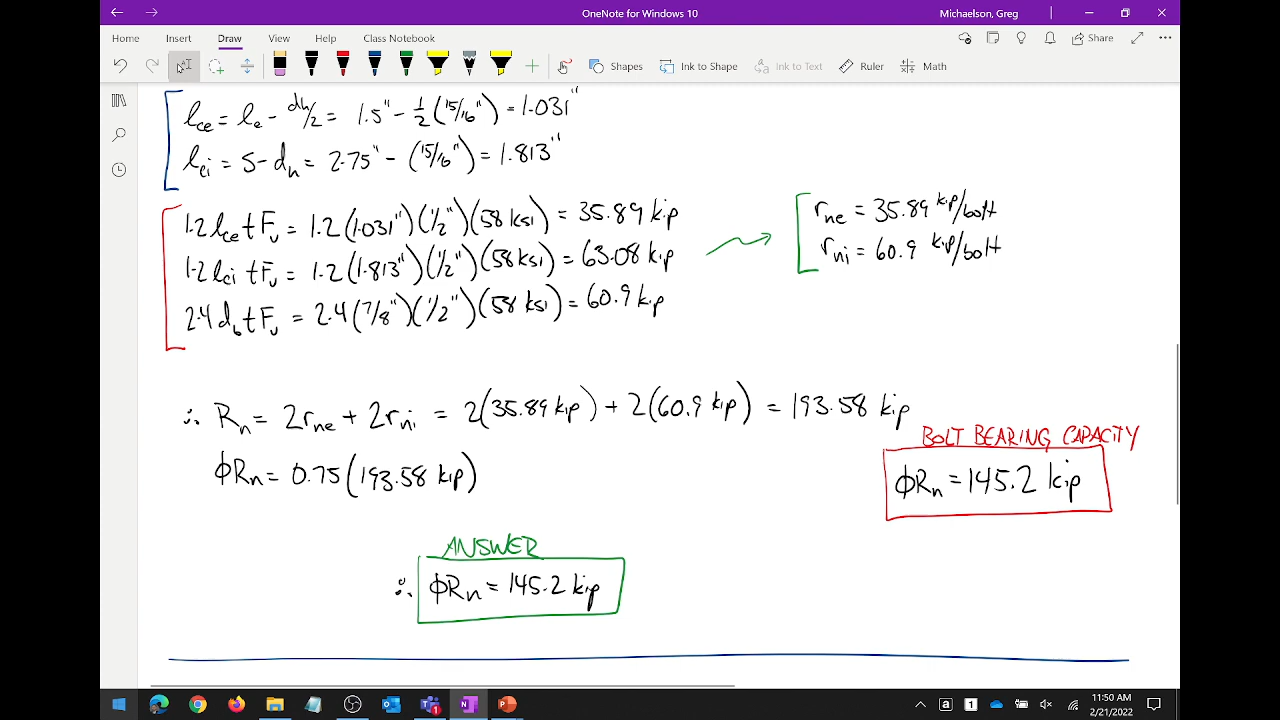 OneNote for Windows 10
Michaelson, Greg
Home Insert Draw View Help Class Notebook
Share
Shapes Ink to Shape Ink to Text Ruler Math
lce = le - dh/2 = 1.5" - 1/2 (15/16") = 1.031"
lci = S - dh = 2.75" - (15/16") = 1.813"
1.2 lce t Fu = 1.2 (1.031") (1/2") (58 ksi) = 35.89 kip
1.2 lci t Fu = 1.2 (1.813") (1/2") (58 ksi) = 63.08 kip
2.4 db t Fu = 2.4 (7/8") (1/2") (58 ksi) = 60.9 kip
rne = 35.89 kip/bolt
rni = 60.9 kip/bolt
∴ Rn = 2rne + 2rni = 2(35.89 kip) + 2(60.9 kip) = 193.58 kip
ϕRn = 0.75 (193.58 kip)
BOLT BEARING CAPACITY
ϕRn = 145.2 kip
ANSWER
∴ ϕRn = 145.2 kip
11:50 AM
2/21/2022